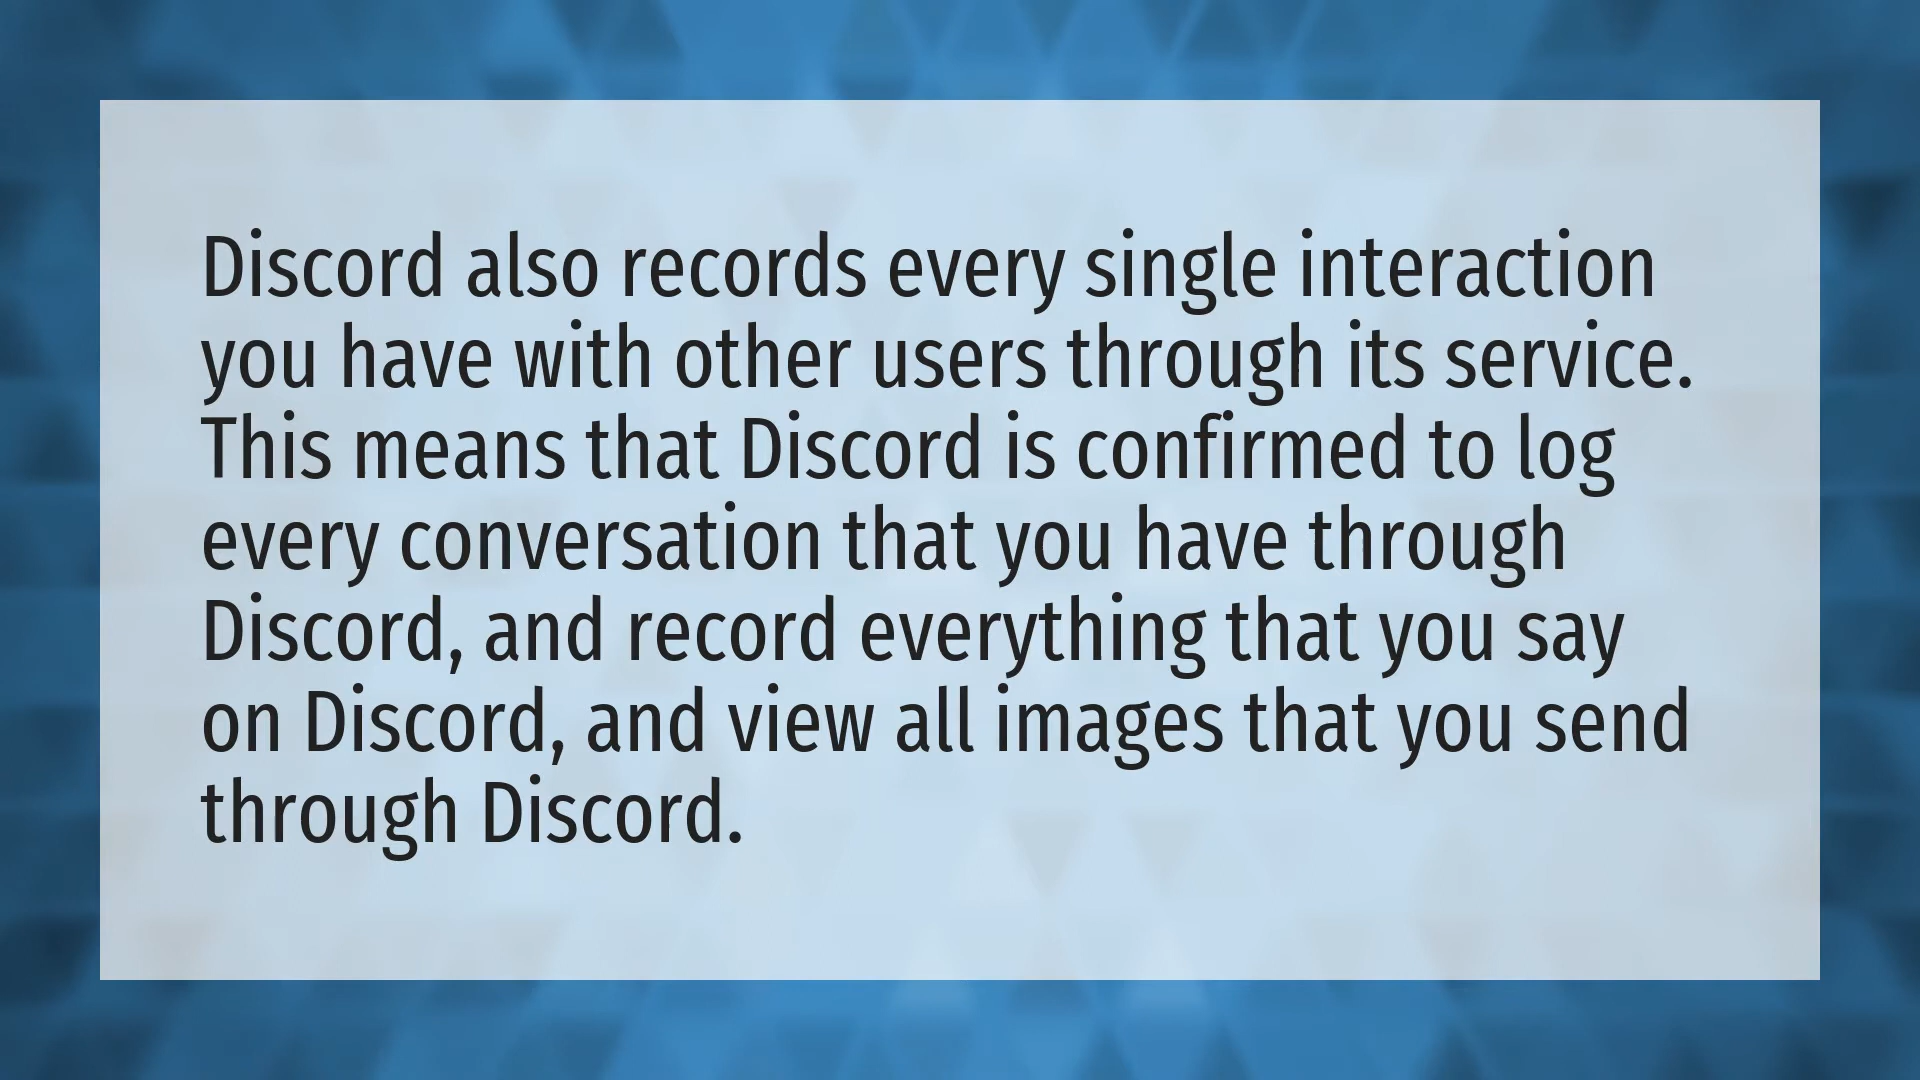 Discord also records every single interaction
you have with other users through its service.
This means that Discord is confirmed to log
every conversation that you have through
Discord, and record everything that you say
on Discord, and view all images that you send
through Discord.